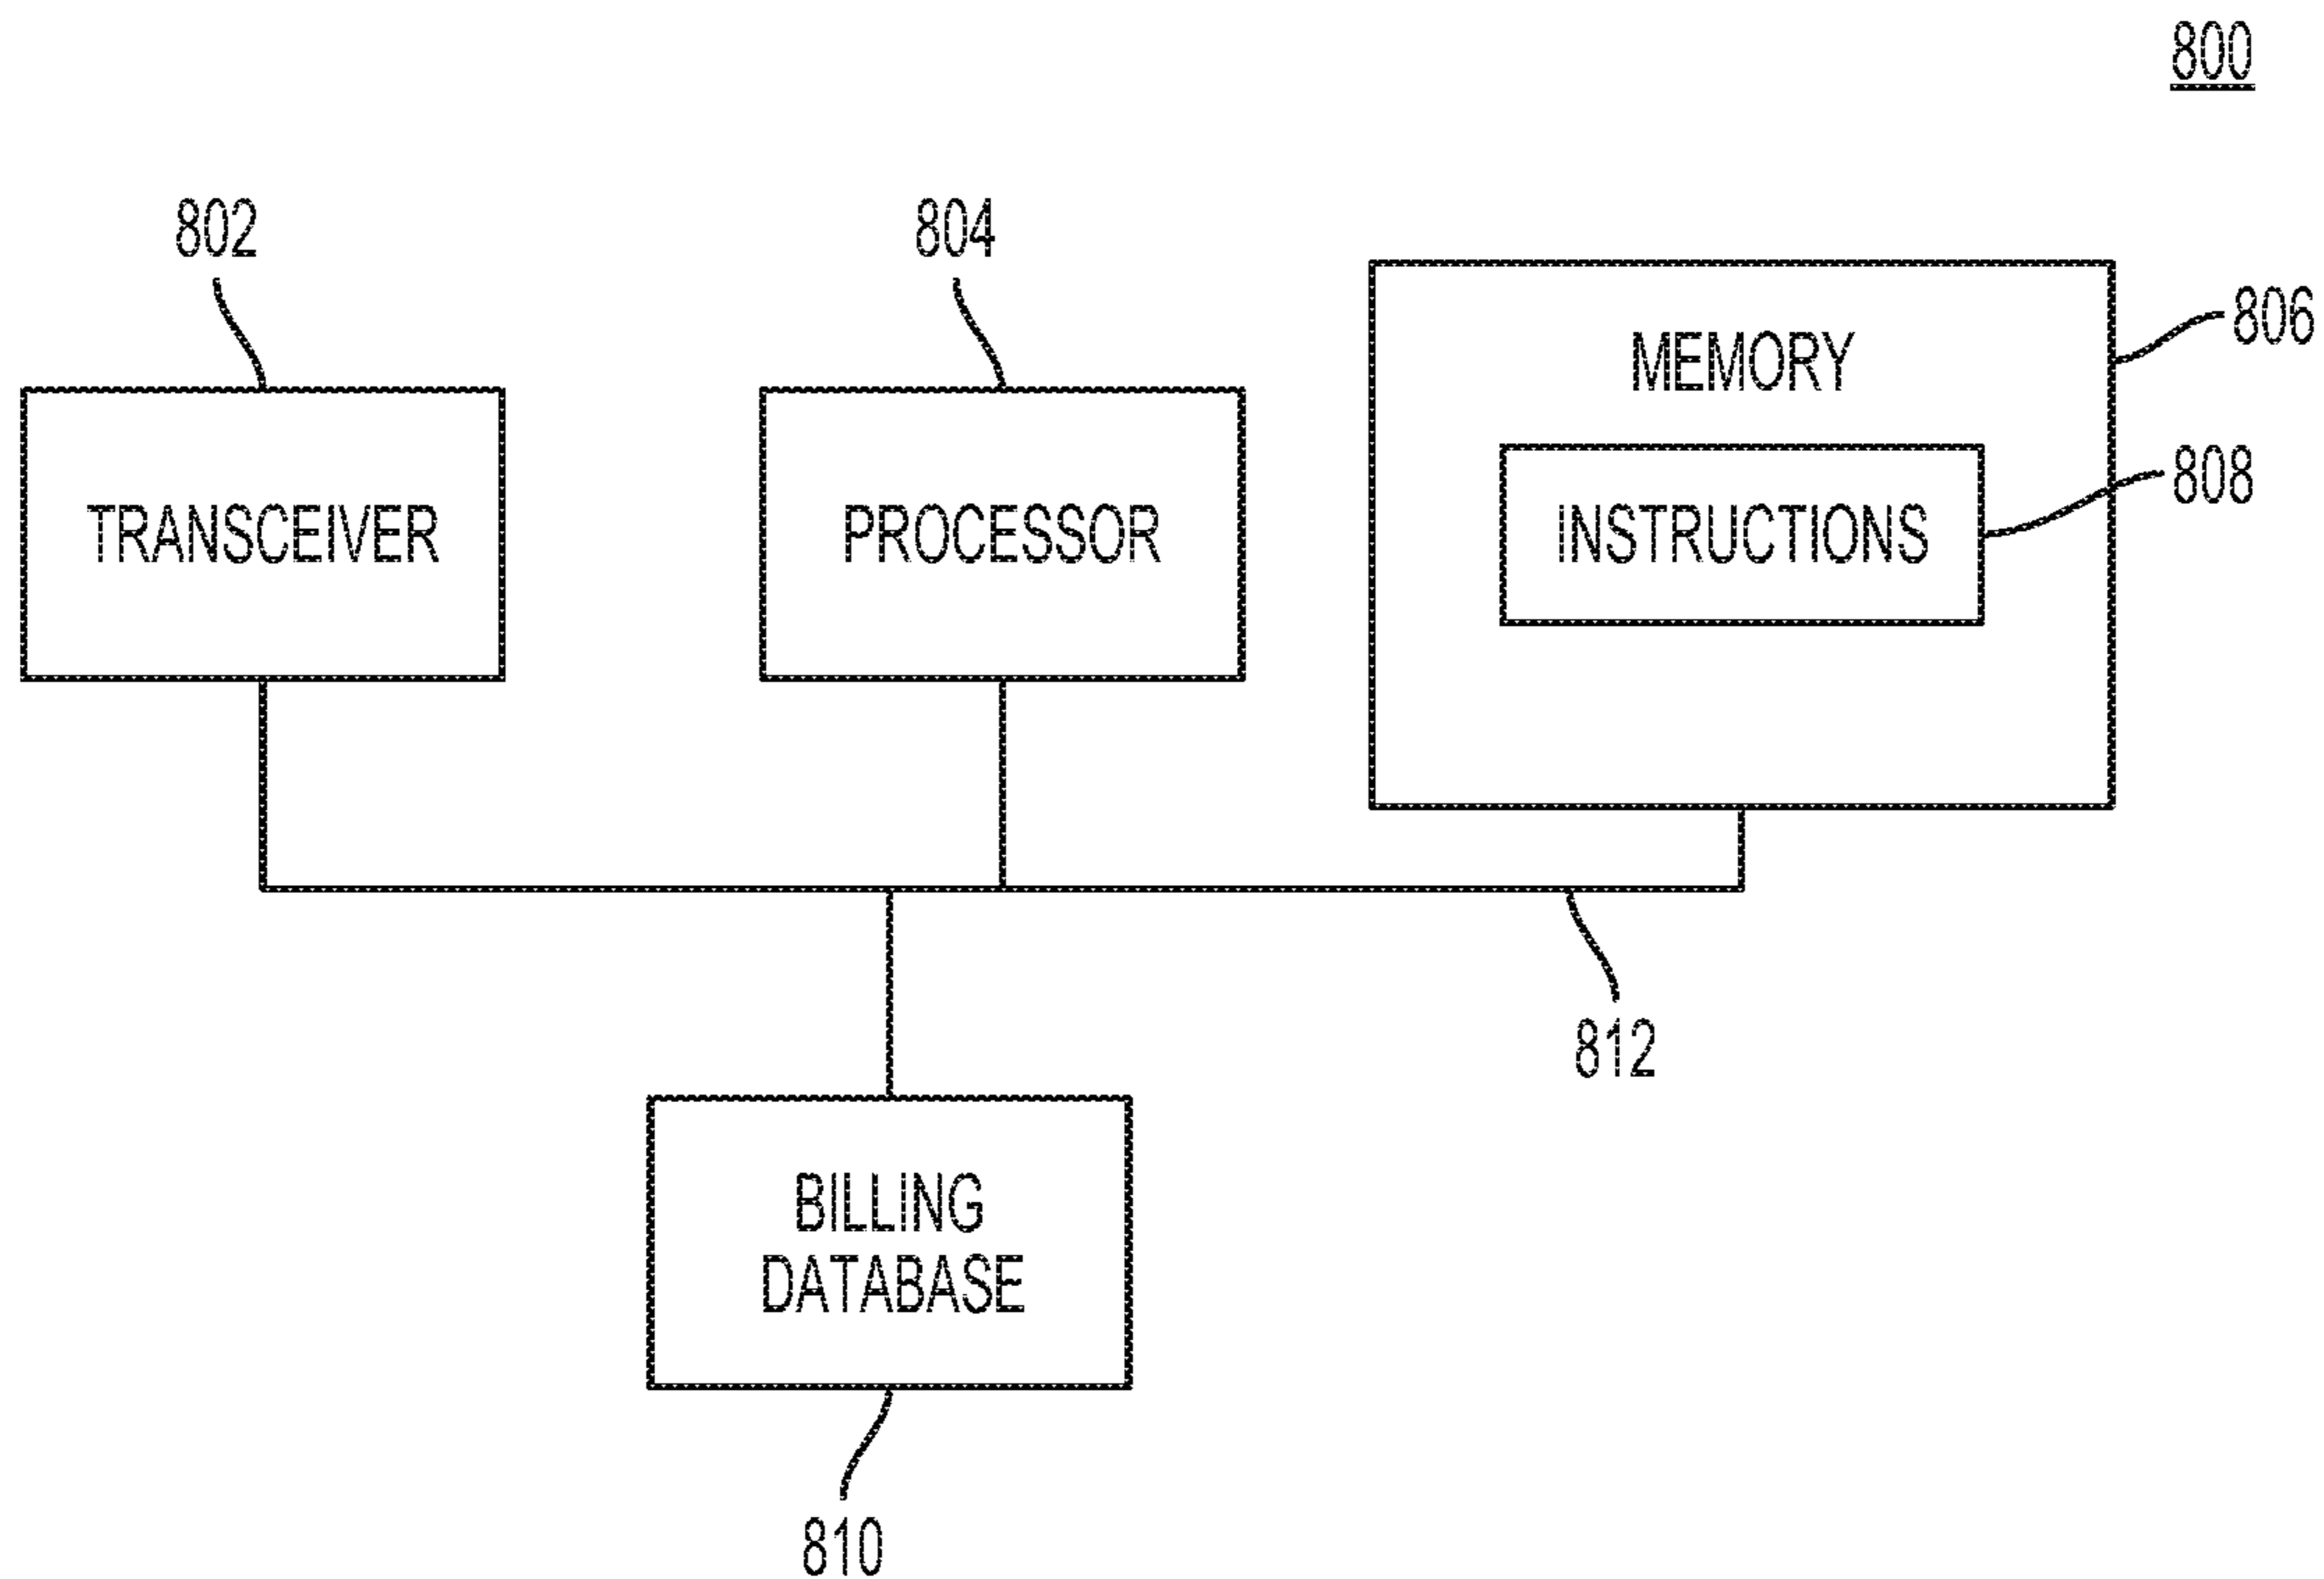 800
802
804
806
MEMORY
808
TRANSCEIVER
PROCESSOR
INSTRUCTIONS
812
BILLING
DATABASE
810